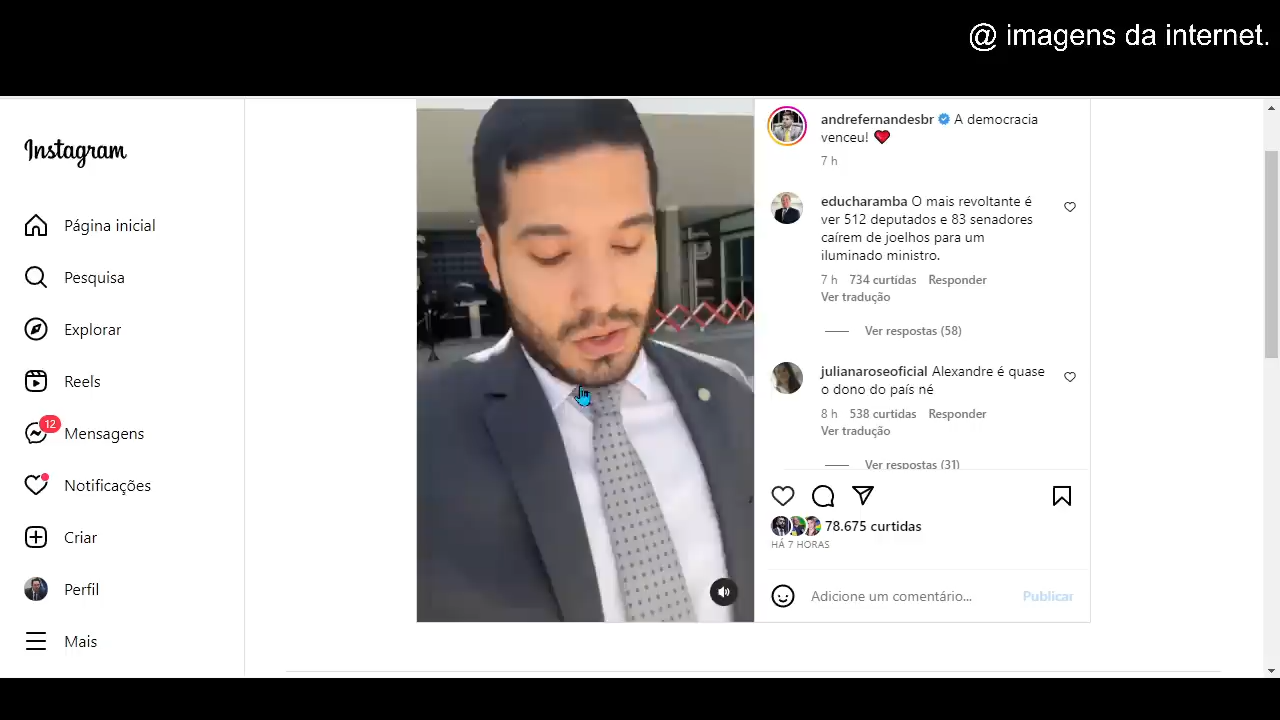 @ imagens da internet.
Instagram
Página inicial
Pesquisa
Explorar
Reels
12
Mensagens
Notificações
Criar
Perfil
Mais
andrefernandesbr A democracia
venceu! ❤️
7 h
educharamba O mais revoltante é
ver 512 deputados e 83 senadores
caírem de joelhos para um
iluminado ministro.
7 h 734 curtidas Responder
Ver tradução
Ver respostas (58)
julianaroseoficial Alexandre é quase
o dono do país né
8 h 538 curtidas Responder
Ver tradução
Ver respostas (31)
78.675 curtidas
HÁ 7 HORAS
Adicione um comentário... Publicar